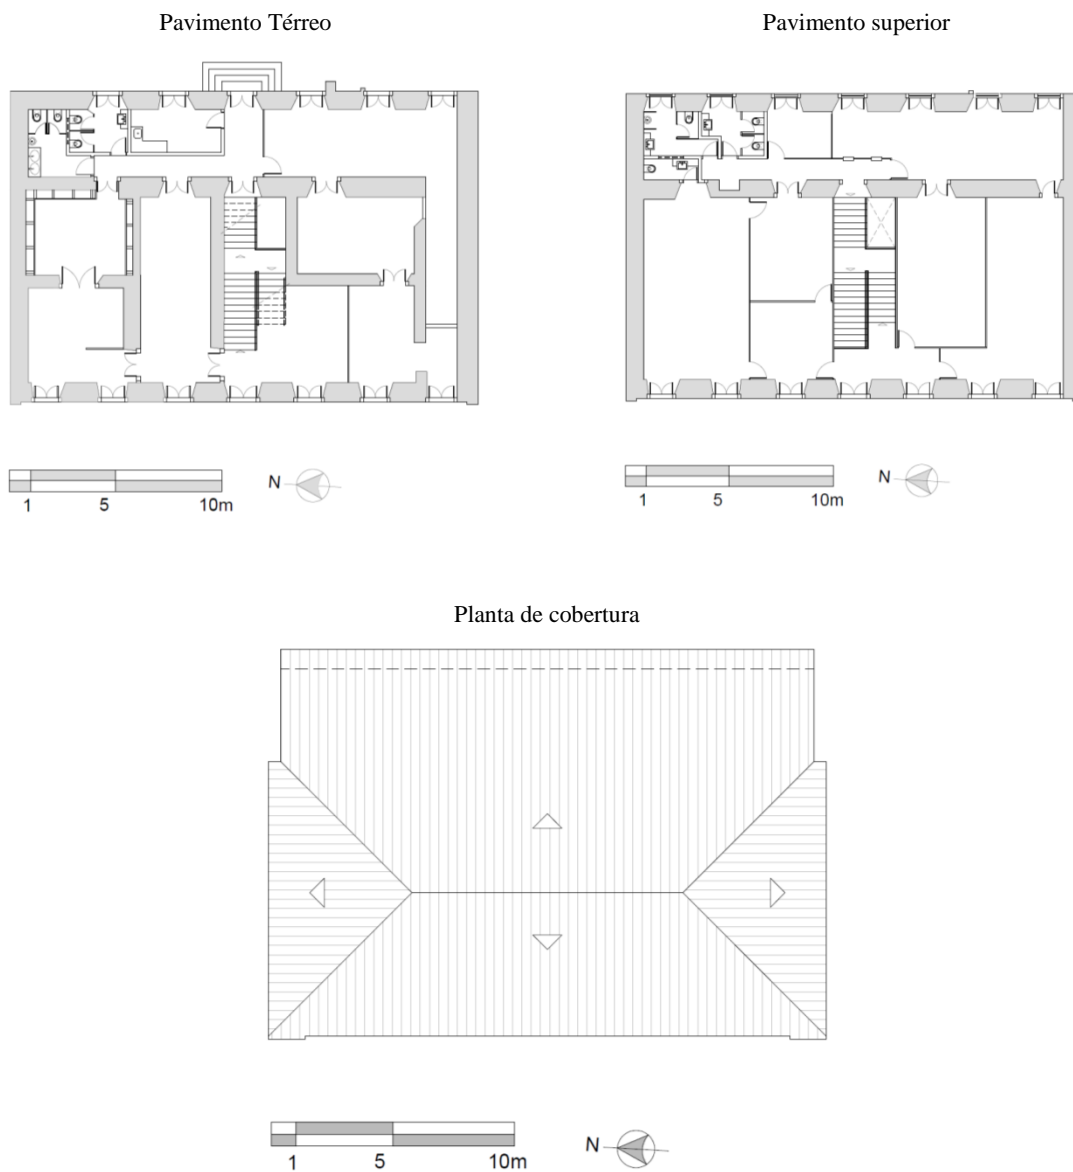 Pavimento Térreo
Pavimento superior
N
1 5 10m
N
1 5 10m
Planta de cobertura
N
1 5 10m